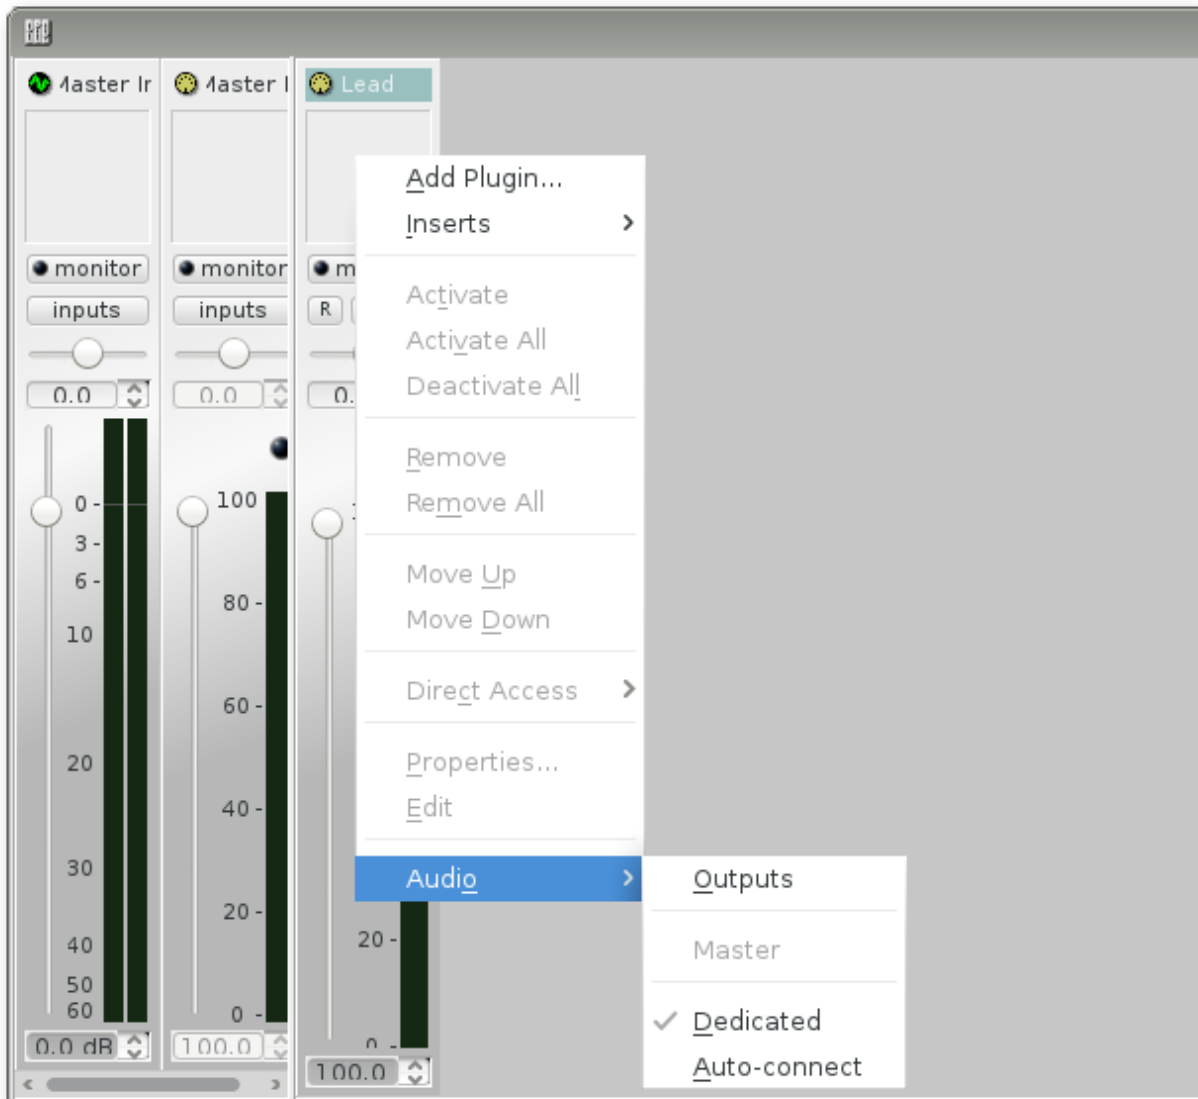 Master In
Master I
Lead
Add Plugin...
Inserts
monitor
monitor
m
inputs
inputs
R
Activate
Activate All
Deactivate All
0.0
0.0
0.
Remove
Remove All
0 -
3 -
6 -
10
20
30
40
50
60
100
80 -
60 -
40 -
20 -
0 -
Move Up
Move Down
Direct Access
Properties...
Edit
Audio
Outputs
Master
Dedicated
Auto-connect
20 -
0 -
0.0 dB
100.0
100.0